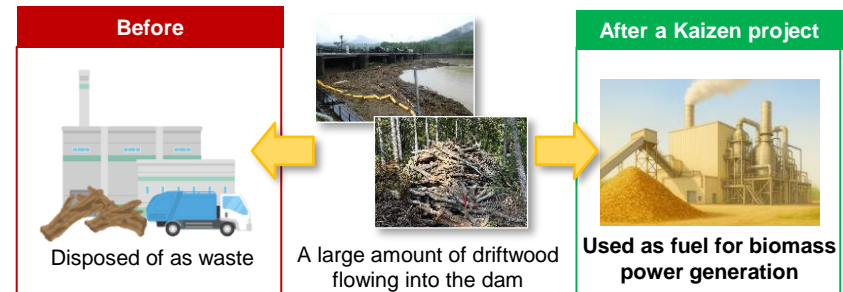 Before
Disposed of as waste
A large amount of driftwood
flowing into the dam
After a Kaizen project
Used as fuel for biomass
power generation